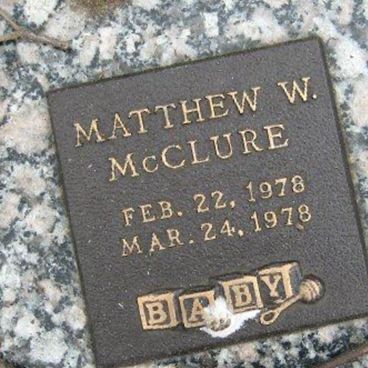 MATTHEW W.
McCLURE
FEB. 22, 1978
MAR. 24, 1978
BABY